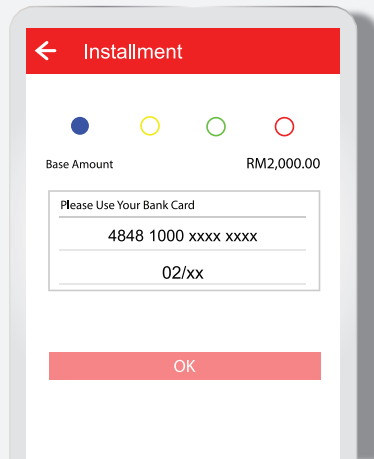 Installment
Base Amount RM2,000.00
Please Use Your Bank Card
4848 1000 xxxx xxxx
02/xx
OK